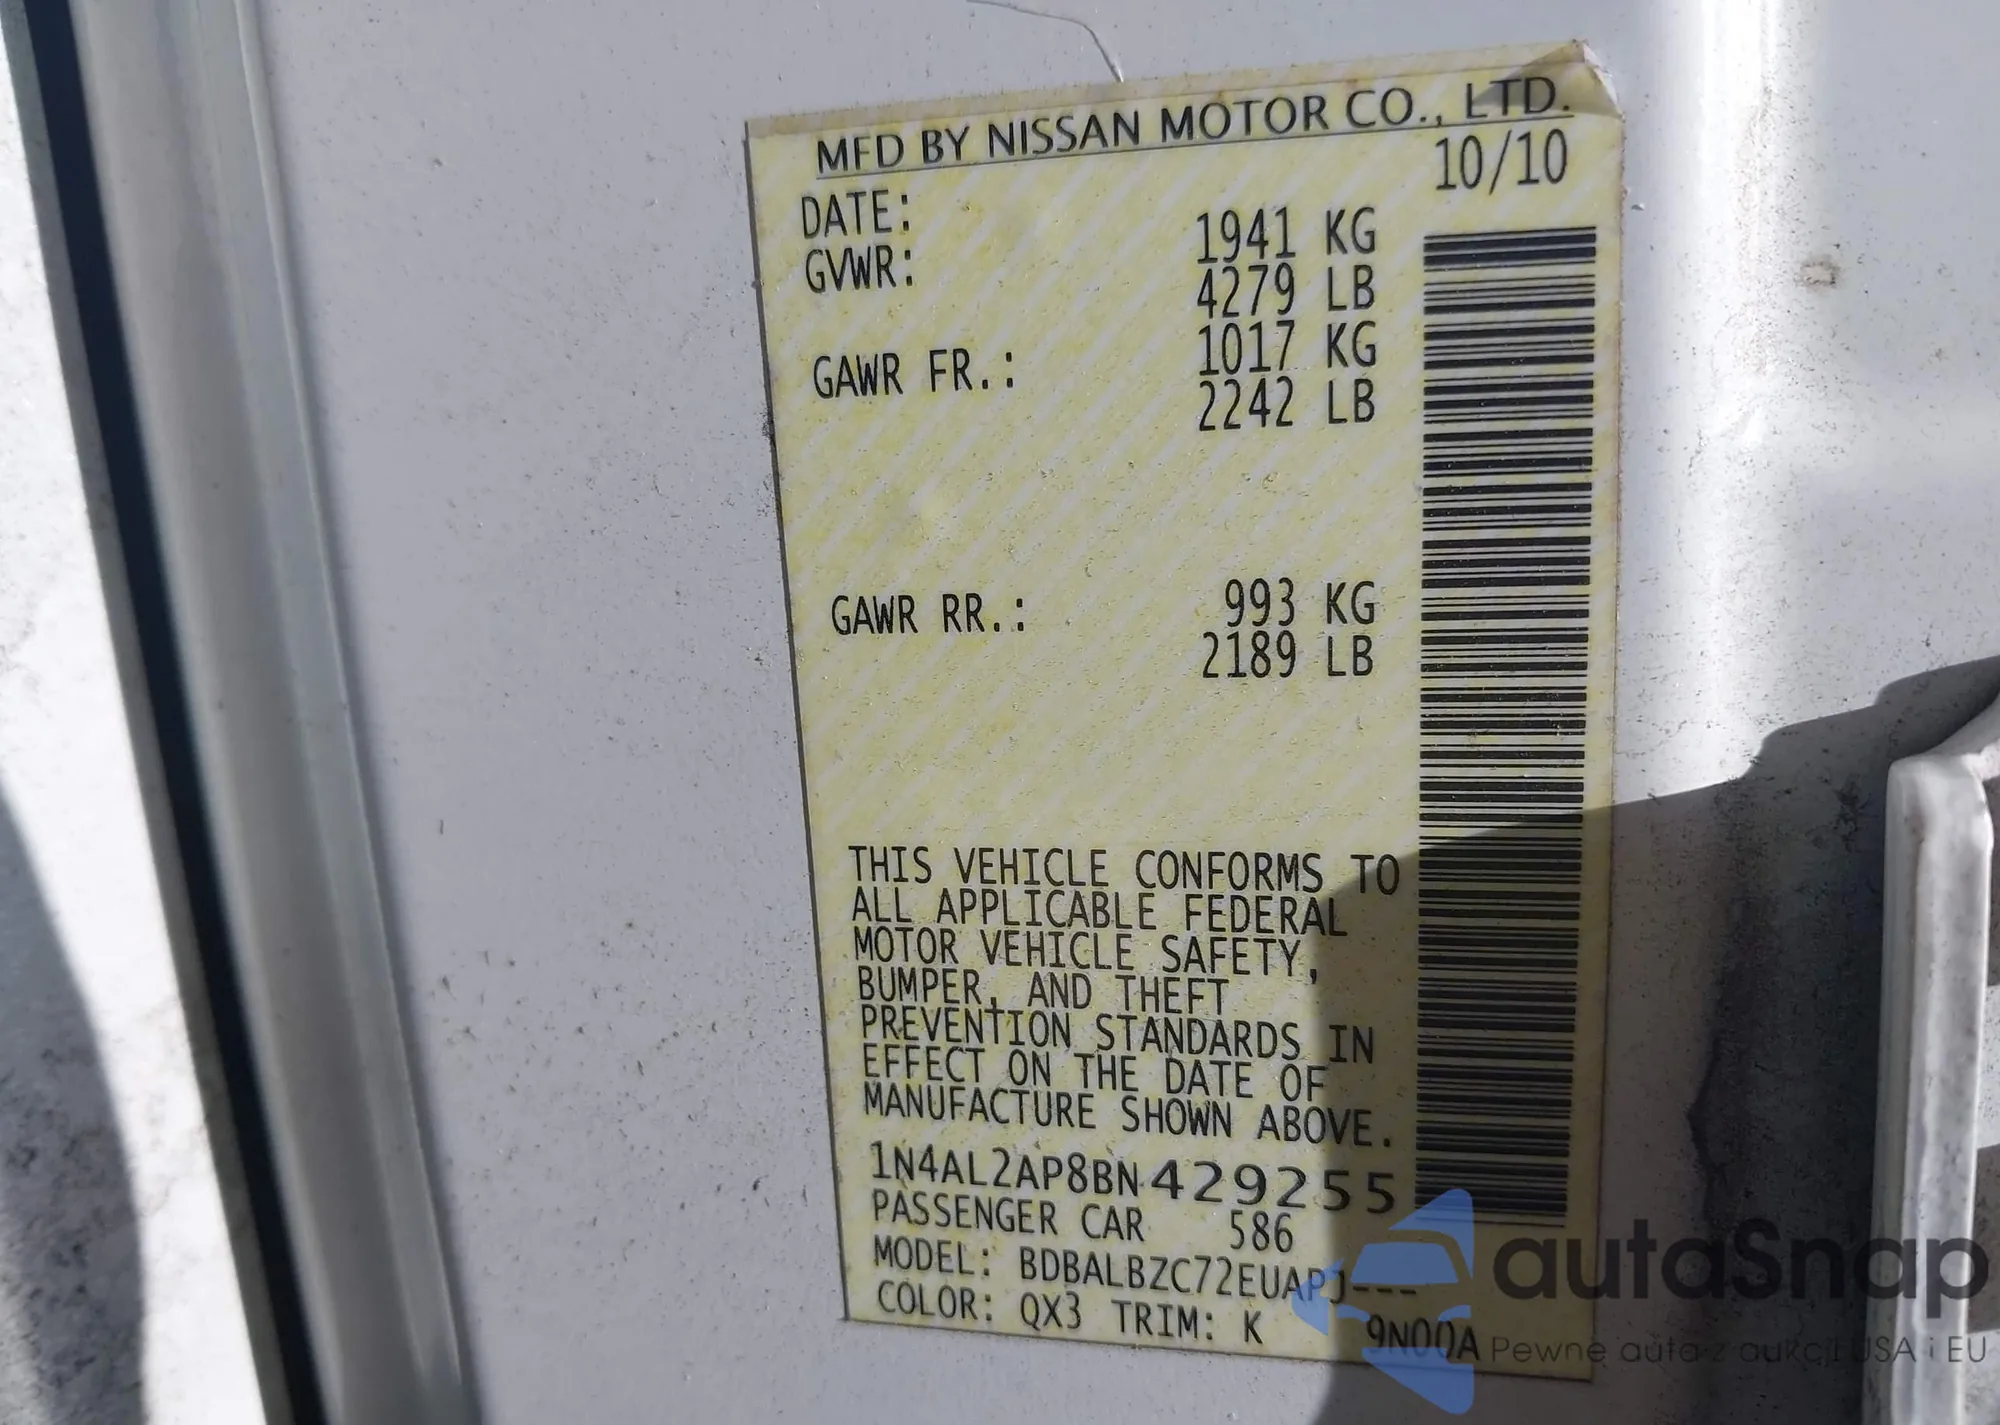 MFD BY NISSAN MOTOR CO., LTD.
DATE: 10/10
GVWR: 1941 KG
4279 LB
GAWR FR.: 1017 KG
2242 LB
GAWR RR.: 993 KG
2189 LB
THIS VEHICLE CONFORMS TO
ALL APPLICABLE FEDERAL
MOTOR VEHICLE SAFETY,
BUMPER, AND THEFT
PREVENTION STANDARDS IN
EFFECT ON THE DATE OF
MANUFACTURE SHOWN ABOVE.
1N4AL2AP8BN429255
PASSENGER CAR 586
MODEL: BDBALBZC72EUAPJ---
COLOR: QX3 TRIM: K 9N00A
autaSnap
Pewne auta z aukcji USA i EU